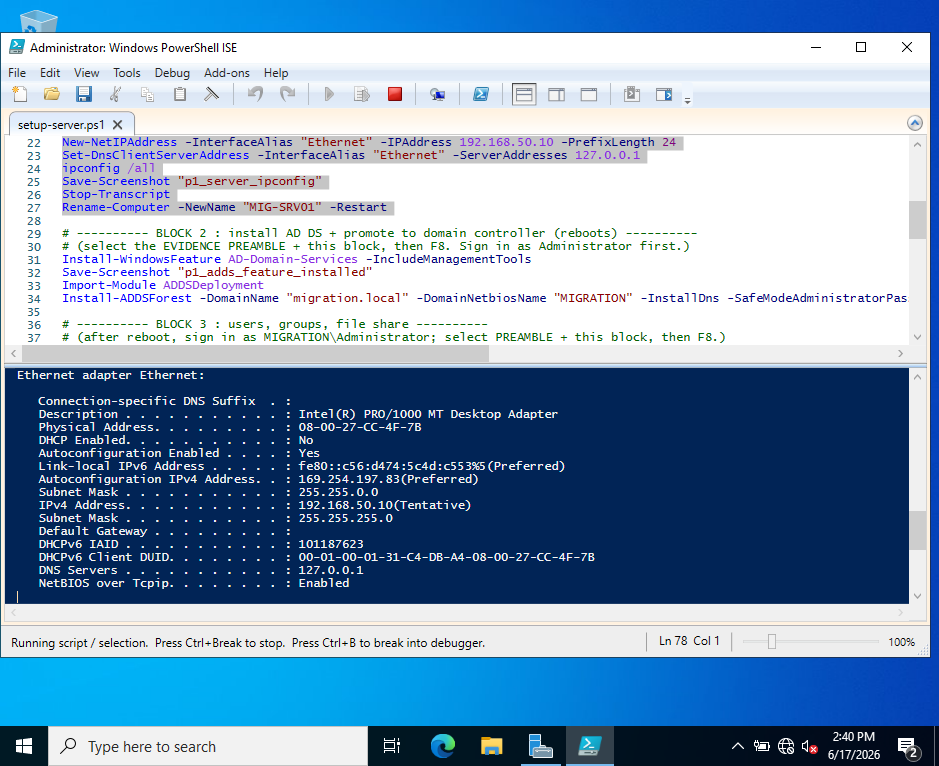 Administrator: Windows PowerShell ISE
File Edit View Tools Debug Add-ons Help
setup-server.ps1
22 New-NetIPAddress -InterfaceAlias "Ethernet" -IPAddress 192.168.50.10 -PrefixLength 24
23 Set-DnsClientServerAddress -InterfaceAlias "Ethernet" -ServerAddresses 127.0.0.1
24 ipconfig /all
25 Save-Screenshot "p1_server_ipconfig"
26 Stop-Transcript
27 Rename-Computer -NewName "MIG-SRV01" -Restart
28
29 # ---------- BLOCK 2 : install AD DS + promote to domain controller (reboots) ----------
30 # (select the EVIDENCE PREAMBLE + this block, then F8. Sign in as Administrator first.)
31 Install-WindowsFeature AD-Domain-Services -IncludeManagementTools
32 Save-Screenshot "p1_adds_feature_installed"
33 Import-Module ADDSDeployment
34 Install-ADDSForest -DomainName "migration.local" -DomainNetbiosName "MIGRATION" -InstallDns -SafeModeAdministratorPas
35
36 # ---------- BLOCK 3 : users, groups, file share ----------
37 # (after reboot, sign in as MIGRATION\Administrator; select PREAMBLE + this block, then F8.)
Ethernet adapter Ethernet:
Connection-specific DNS Suffix . :
Description . . . . . . . . . . . : Intel(R) PRO/1000 MT Desktop Adapter
Physical Address. . . . . . . . . : 08-00-27-CC-4F-7B
DHCP Enabled. . . . . . . . . . . : No
Autoconfiguration Enabled . . . . : Yes
Link-local IPv6 Address . . . . . : fe80::c56:d474:5c4d:c553%5(Preferred)
Autoconfiguration IPv4 Address. . : 169.254.197.83(Preferred)
Subnet Mask . . . . . . . . . . . : 255.255.0.0
IPv4 Address. . . . . . . . . . . : 192.168.50.10(Tentative)
Subnet Mask . . . . . . . . . . . : 255.255.255.0
Default Gateway . . . . . . . . . :
DHCPv6 IAID . . . . . . . . . . . : 101187623
DHCPv6 Client DUID. . . . . . . . : 00-01-00-01-31-C4-DB-A4-08-00-27-CC-4F-7B
DNS Servers . . . . . . . . . . . : 127.0.0.1
NetBIOS over Tcpip. . . . . . . . : Enabled
Running script / selection. Press Ctrl+Break to stop. Press Ctrl+B to break into debugger.
Ln 78 Col 1
100%
Type here to search
2:40 PM
6/17/2026
2